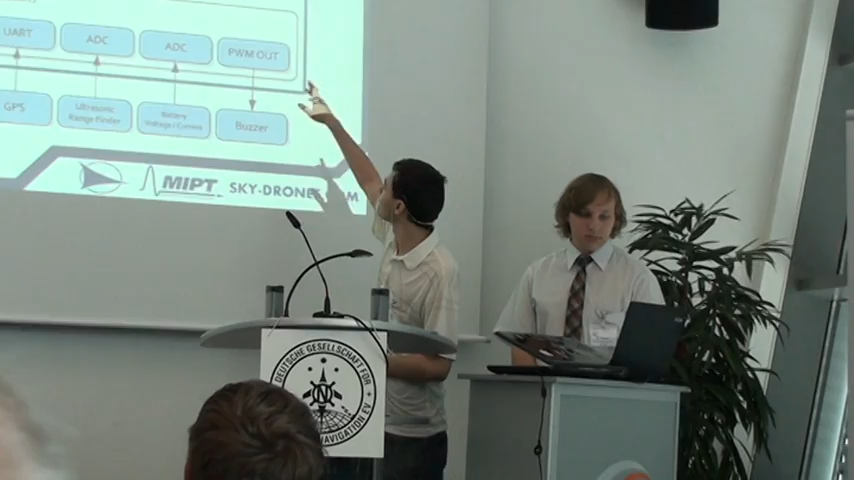 UART ADC ADC PWM OUT
GPS Ultrasonic Range Finder Battery Voltage / Current Buzzer
MIPT SKY-DRONE
DEUTSCHE GESELLSCHAFT FÜR
NAVIGATION EV